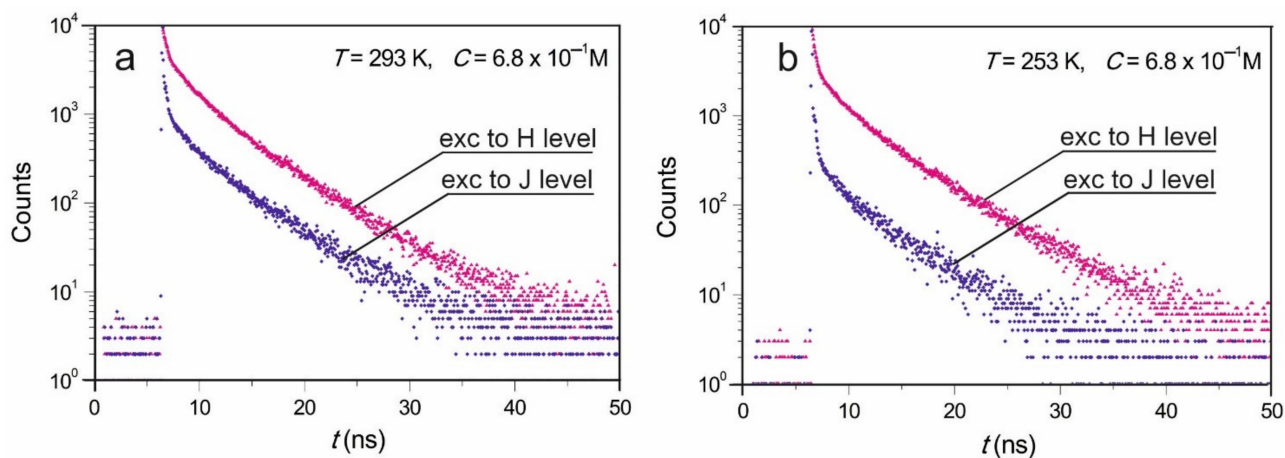 a
T = 293 K, C = 6.8 x 10⁻¹M
exc to H level
exc to J level
Counts
10⁴
10³
10²
10¹
10⁰
0 10 20 30 40 50
t (ns)
b
T = 253 K, C = 6.8 x 10⁻¹M
exc to H level
exc to J level
Counts
10⁴
10³
10²
10¹
10⁰
0 10 20 30 40 50
t (ns)